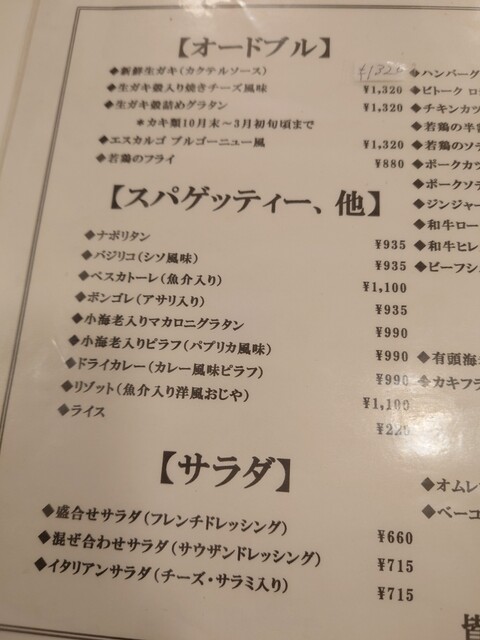 【オードブル】
◆新鮮生ガキ（カクテルソース） ¥1320
◆生ガキ殻入り焼きチーズ風味 ¥1,320
◆生ガキ殻詰めグラタン ¥1,320
＊カキ類10月末～3月初旬頃まで
◆エスカルゴ ブルゴーニュー風 ¥1,320
◆若鶏のフライ ¥880
【スパゲッティー、他】
◆ナポリタン ¥935
◆バジリコ（シソ風味） ¥935
◆ペスカトーレ（魚介入り） ¥1,100
◆ボンゴレ（アサリ入り） ¥935
◆小海老入りマカロニグラタン ¥990
◆小海老入りピラフ（パプリカ風味） ¥990
◆ドライカレー（カレー風味ピラフ） ¥990
◆リゾット（魚介入り洋風おじや） ¥1,100
◆ライス ¥220
【サラダ】
◆盛合せサラダ（フレンチドレッシング） ¥660
◆混ぜ合わせサラダ（サウザンドレッシング） ¥715
◆イタリアンサラダ（チーズ・サラミ入り） ¥715
◆ハンバーグ
◆ビトーク ロ
◆チキンカツ
◆若鶏の半
◆若鶏のソ
◆ポークカツ
◆ポークソテ
◆ジンジャー
◆和牛ロー
◆和牛ヒレ
◆ビーフシ
◆有頭海
◆カキフラ
◆オムレ
◆ベーコ
皆